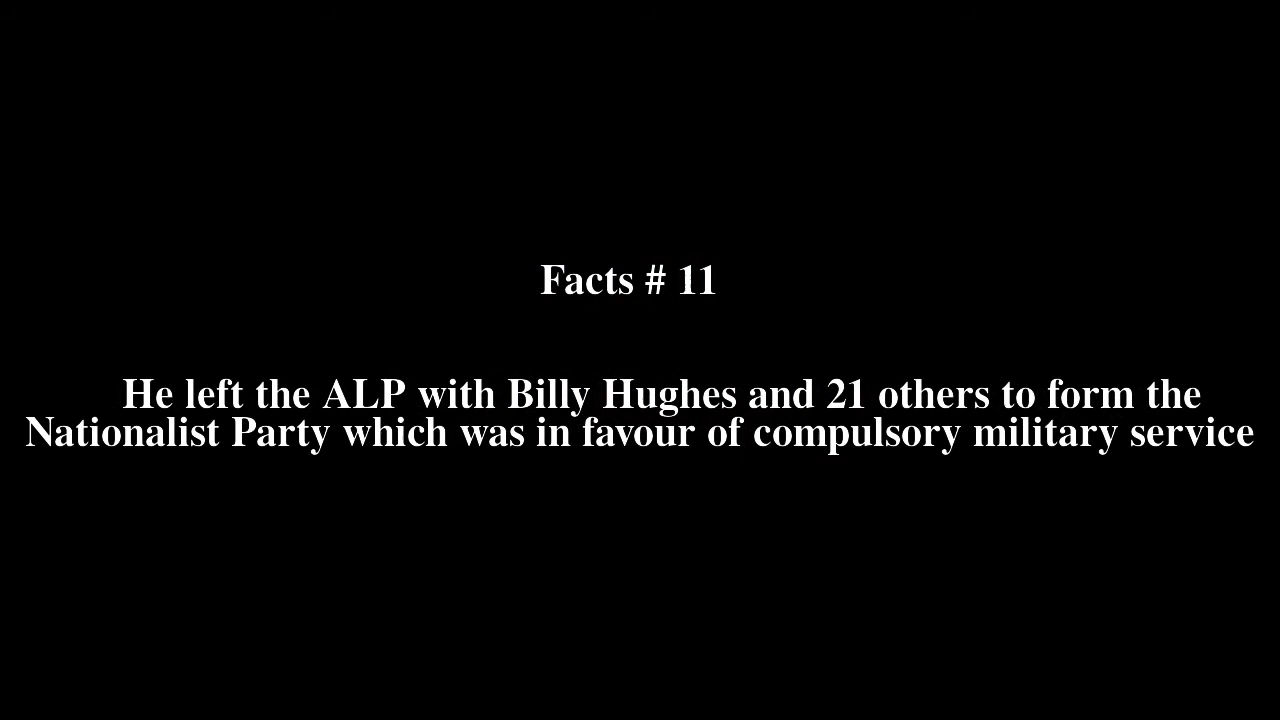 Facts # 11
He left the ALP with Billy Hughes and 21 others to form the
Nationalist Party which was in favour of compulsory military service